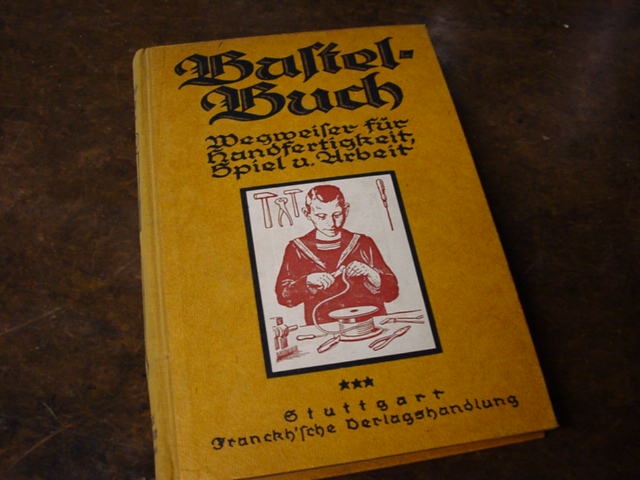 Bastel-
Buch
Wegweiser für
Handfertigkeit,
Spiel u. Arbeit
***
Stuttgart
Franckh'sche Verlagshandlung